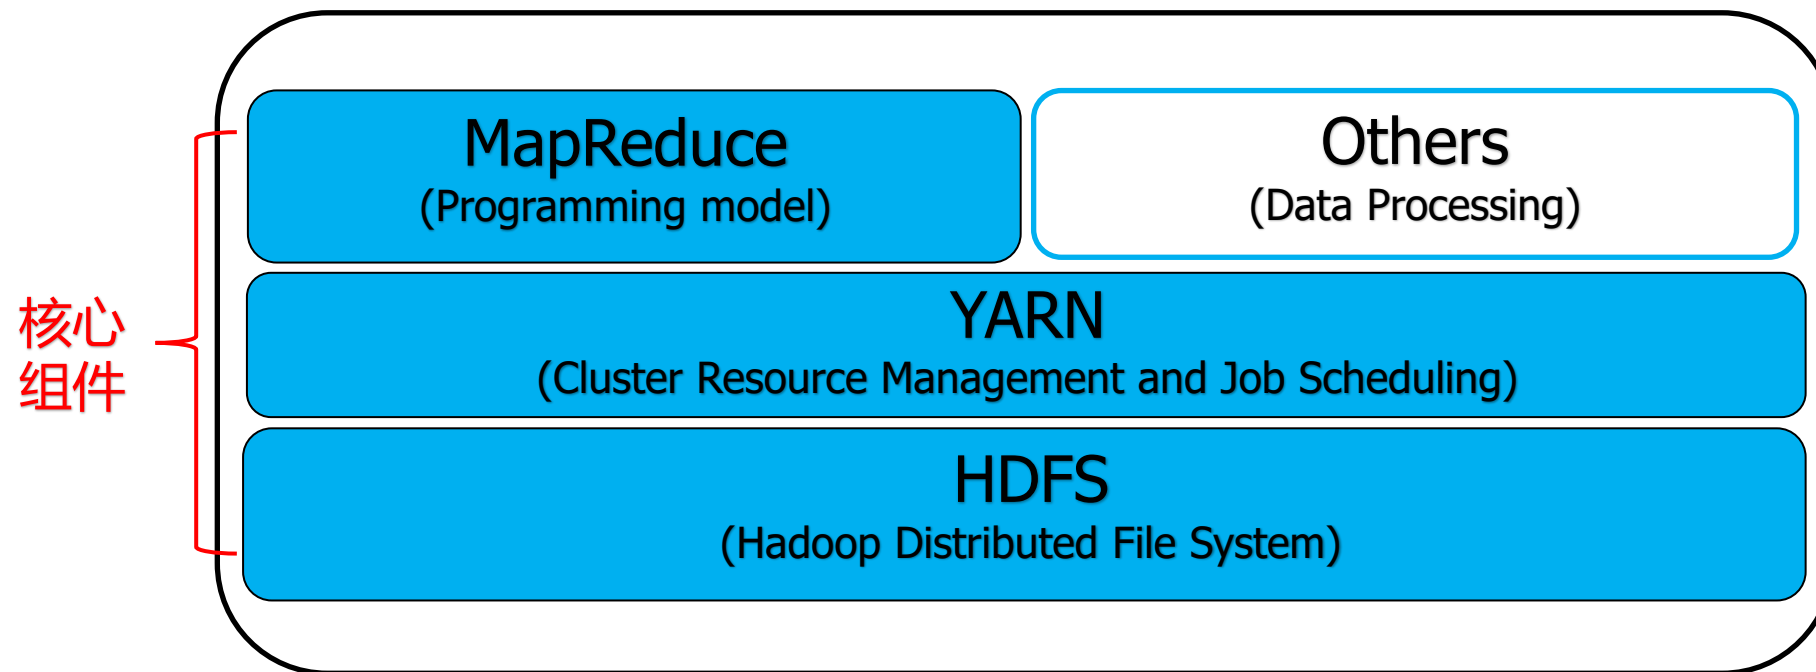 MapReduce
(Programming model)
Others
(Data Processing)
核心
组件
YARN
(Cluster Resource Management and Job Scheduling)
HDFS
(Hadoop Distributed File System)